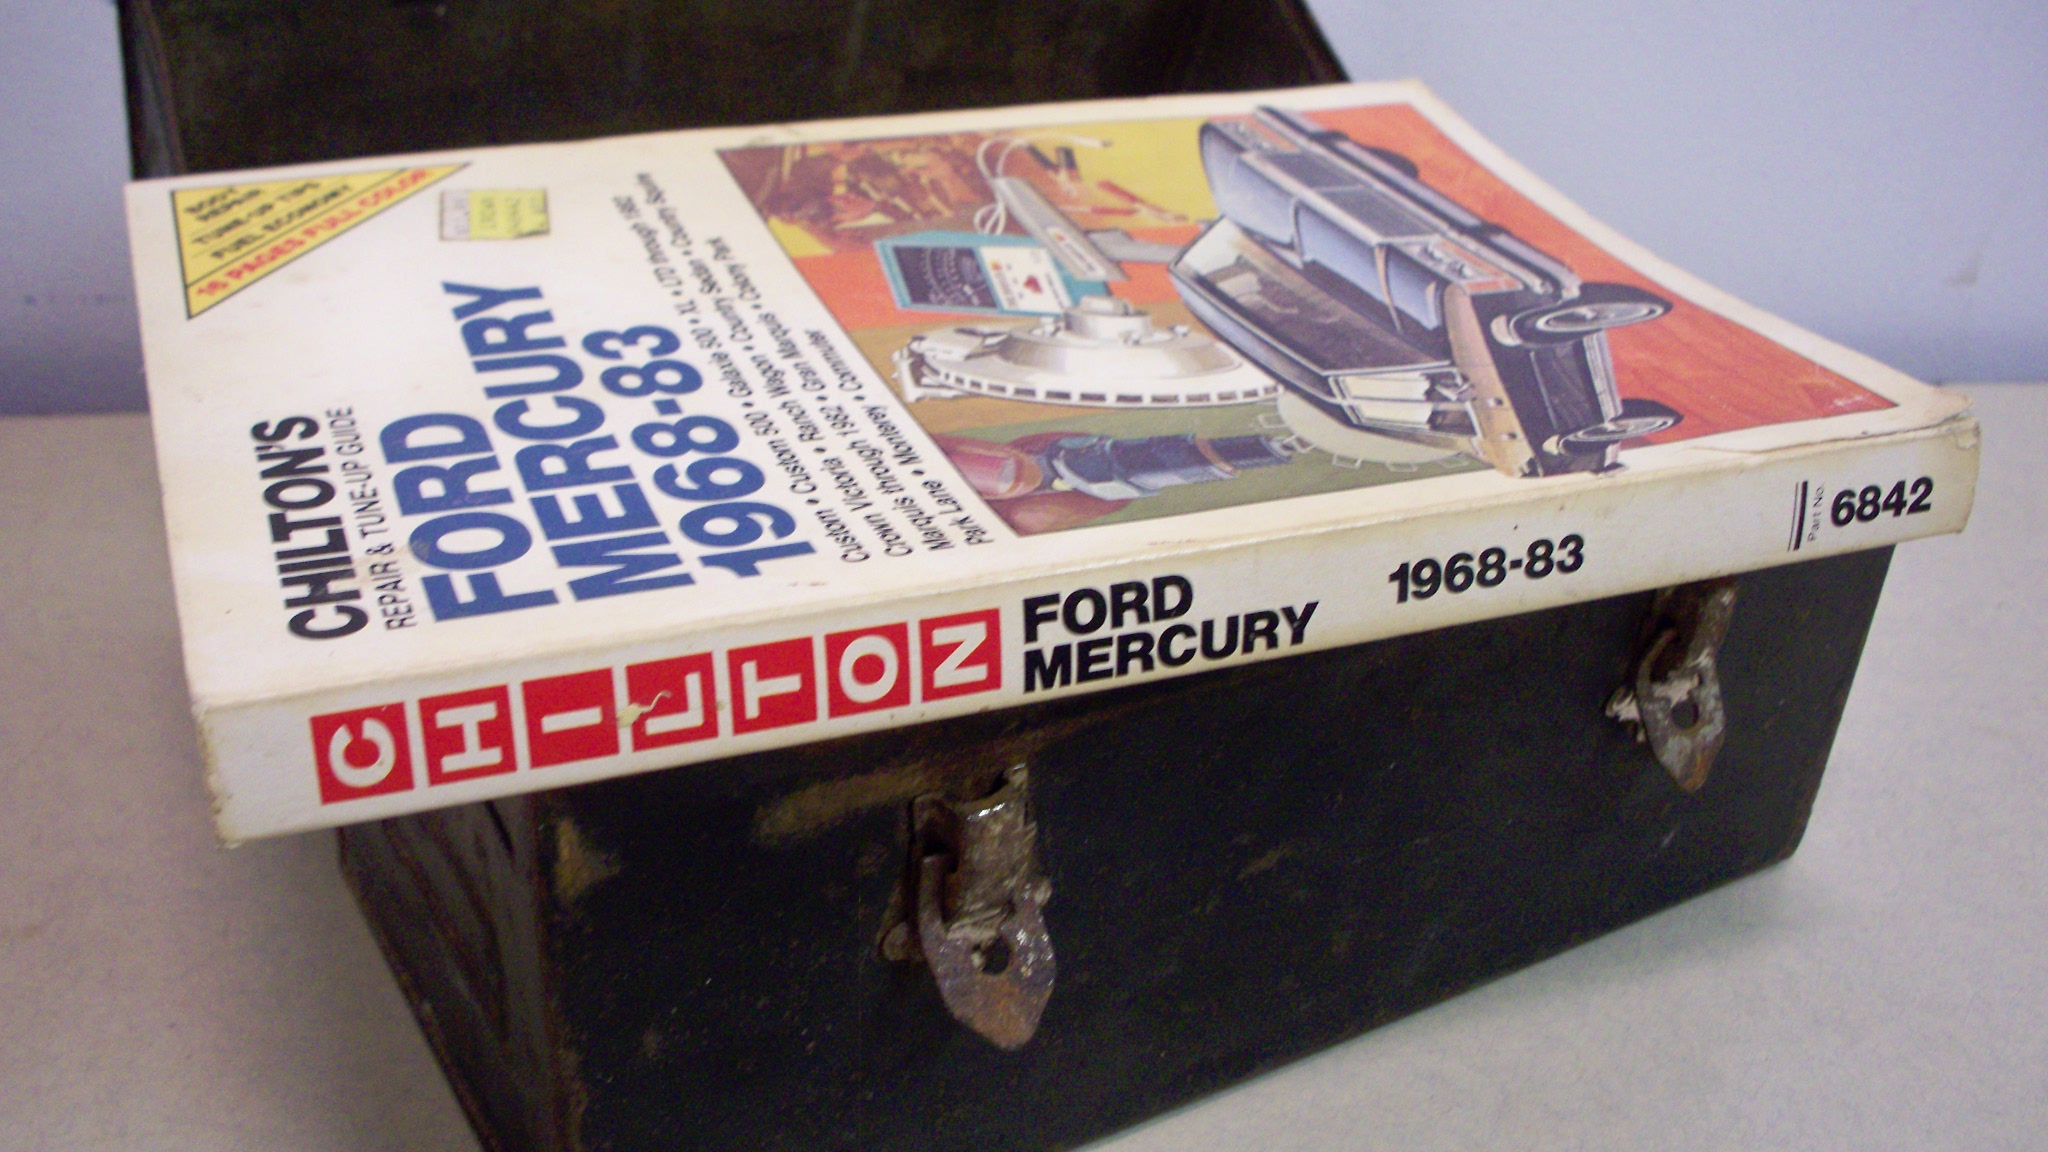 BODY
REPAIR
TUNE-UP TIPS
FUEL ECONOMY
16 PAGES FULL COLOR
CHILTON'S
REPAIR & TUNE-UP GUIDE
FORD
MERCURY
1968-83
Custom • Custom 500 • Galaxie 500 • XL • LTD through 1982
Crown Victoria • Ranch Wagon • Country Sedan • Country Squire
Marquis through 1982 • Gran Marquis • Colony Park
Park Lane • Monterey • Commuter
CHILTON
FORD
MERCURY
1968-83
Part No.
6842